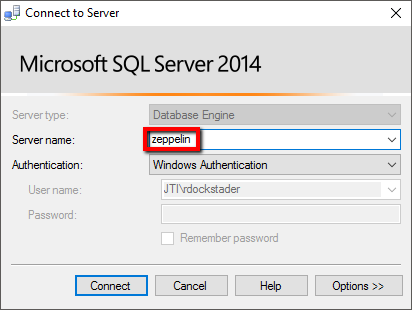 Connect to Server
Microsoft SQL Server 2014
Server type: Database Engine
Server name: zeppelin
Authentication: Windows Authentication
User name: JTI\rdockstader
Password:
Remember password
Connect Cancel Help Options >>